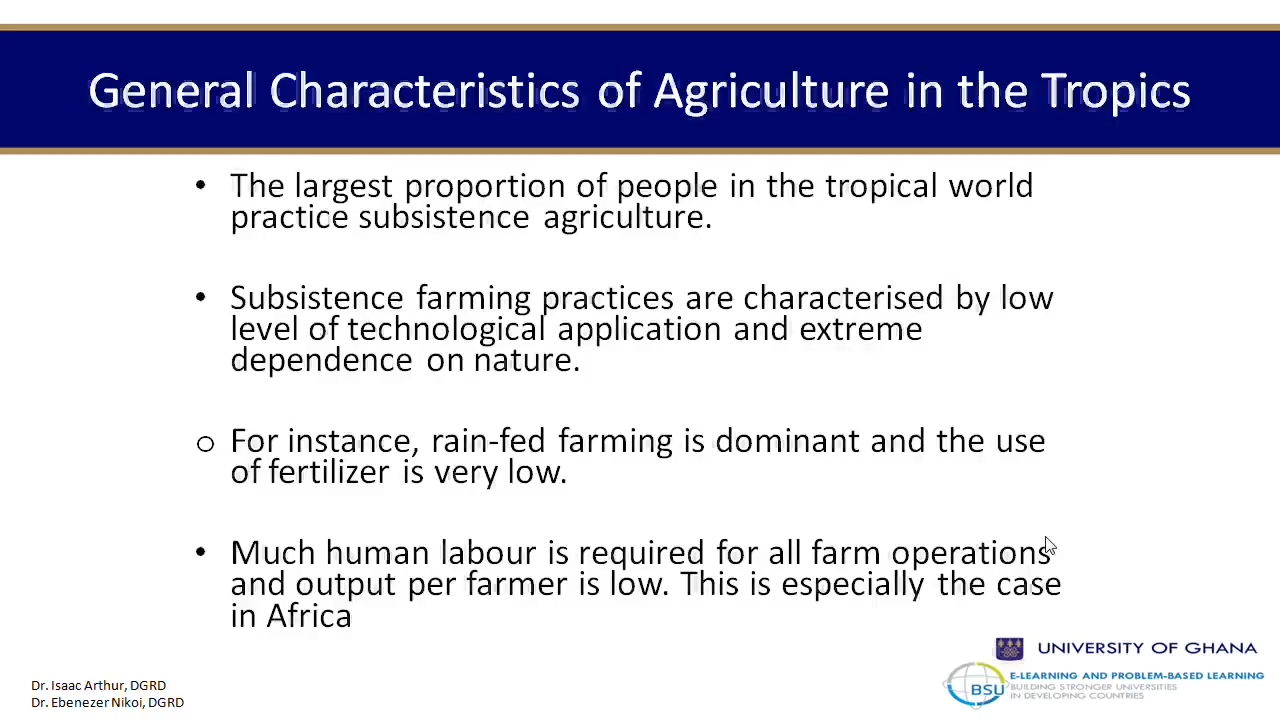 General Characteristics of Agriculture in the Tropics
• The largest proportion of people in the tropical world
practice subsistence agriculture.
• Subsistence farming practices are characterised by low
level of technological application and extreme
dependence on nature.
o For instance, rain-fed farming is dominant and the use
of fertilizer is very low.
• Much human labour is required for all farm operations
and output per farmer is low. This is especially the case
in Africa
Dr. Isaac Arthur, DGRD
Dr. Ebenezer Nikoi, DGRD
UNIVERSITY OF GHANA
BSU
E-LEARNING AND PROBLEM-BASED LEARNING
BUILDING STRONGER UNIVERSITIES
IN DEVELOPING COUNTRIES